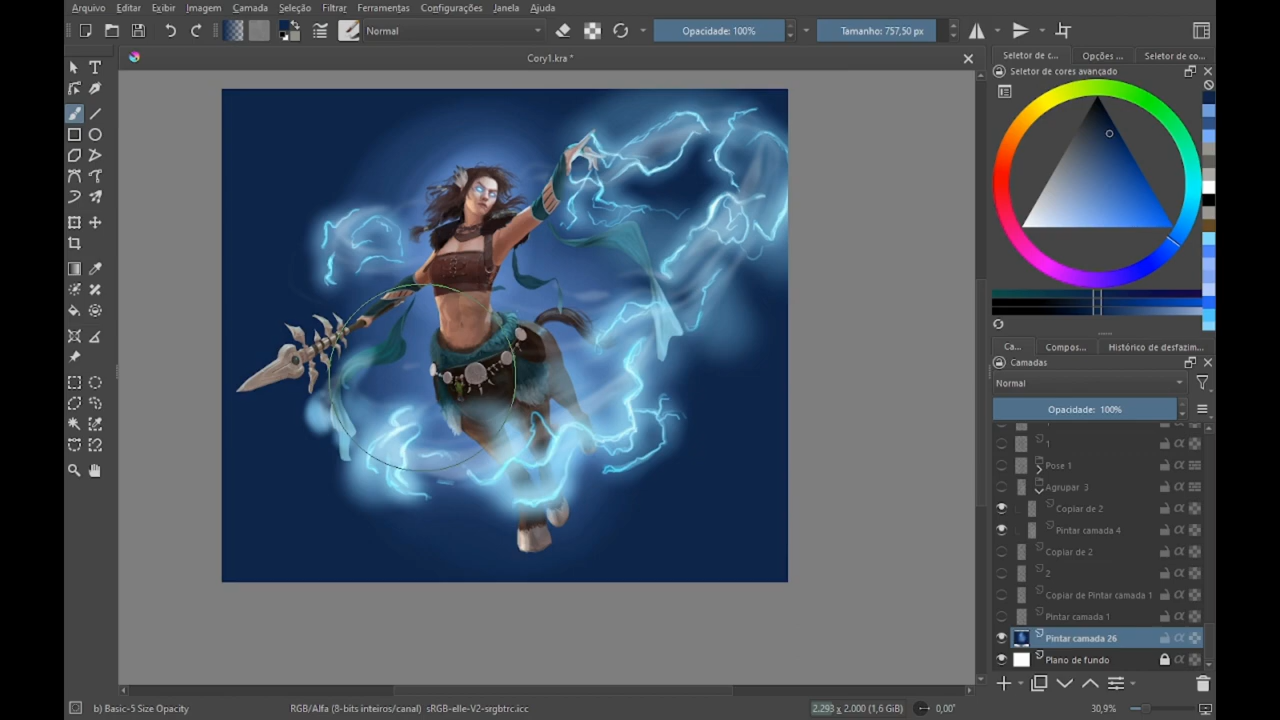 Arquivo Editar Exibir Imagem Camada Seleção Filtrar Ferramentas Configurações Janela Ajuda
Normal Opacidade: 100% Tamanho: 757,50 px
Cory1.kra *
Seletor de c... Opções ... Seletor de co...
Seletor de cores avançado
Ca... Compos... Histórico de desfazim...
Camadas
Normal
Opacidade: 100%
1
Pose 1
Agrupar 3
Copiar de 2
Pintar camada 4
Copiar de 2
2
Copiar de Pintar camada 1
Pintar camada 1
Pintar camada 26
Plano de fundo
b) Basic-5 Size Opacity RGB/Alfa (8-bits inteiros/canal) sRGB-elle-V2-srgbtrc.icc 2.293 x 2.000 (1,6 GiB) 0,00° 30,9%